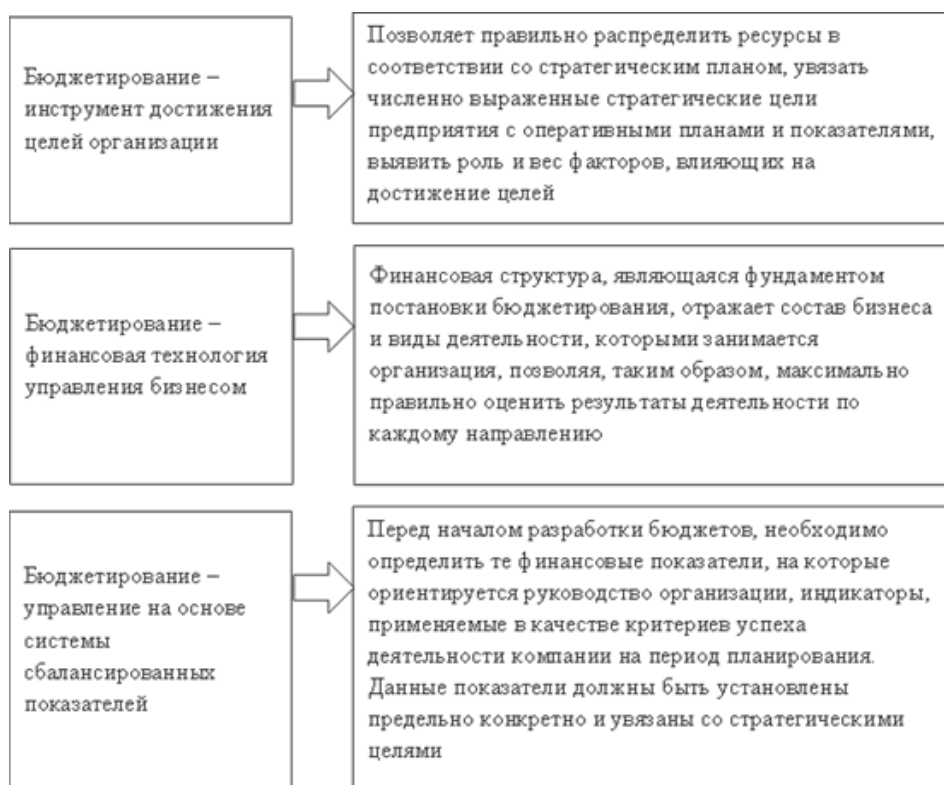 Бюджетирование –
инструмент достижения
целей организации
Позволяет правильно распределить ресурсы в
соответствии со стратегическим планом, увязать
численно выраженные стратегические цели
предприятия с оперативными планами и показателями,
выявить роль и вес факторов, влияющих на
достижение целей
Бюджетирование –
финансовая технология
управления бизнесом
Финансовая структура, являющаяся фундаментом
постановки бюджетирования, отражает состав бизнеса
и виды деятельности, которыми занимается
организация, позволяя, таким образом, максимально
правильно оценить результаты деятельности по
каждому направлению
Бюджетирование –
управление на основе
системы
сбалансированных
показателей
Перед началом разработки бюджетов, необходимо
определить те финансовые показатели, на которые
ориентируется руководство организации, индикаторы,
применяемые в качестве критериев успеха
деятельности компании на период планирования.
Данные показатели должны быть установлены
предельно конкретно и увязаны со стратегическими
целями